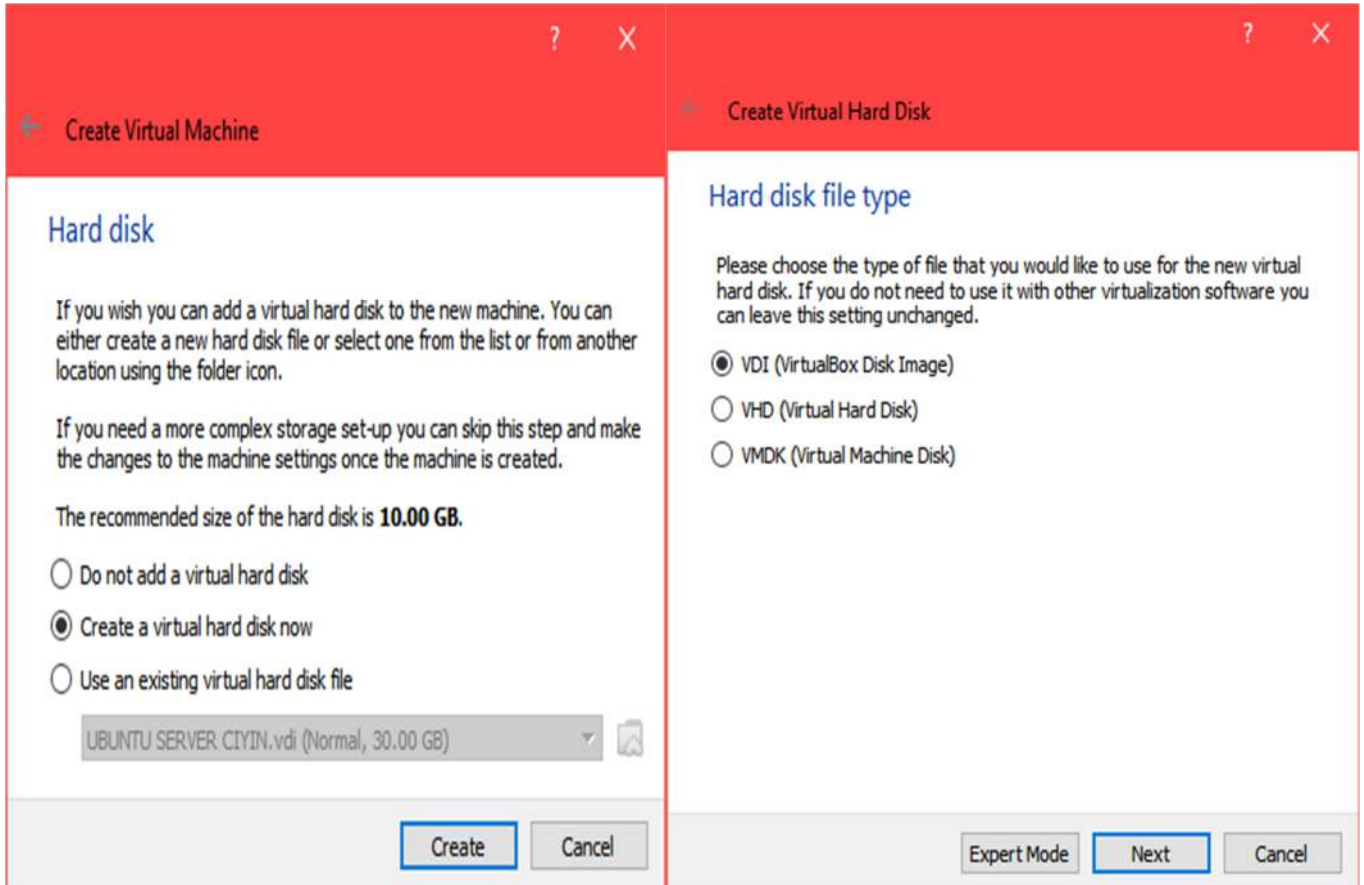 ?
X
Create Virtual Machine
Hard disk
If you wish you can add a virtual hard disk to the new machine. You can
either create a new hard disk file or select one from the list or from another
location using the folder icon.
If you need a more complex storage set-up you can skip this step and make
the changes to the machine settings once the machine is created.
The recommended size of the hard disk is 10.00 GB.
Do not add a virtual hard disk
Create a virtual hard disk now
Use an existing virtual hard disk file
UBUNTU SERVER CIYIN.vdi (Normal, 30.00 GB)
Create
Cancel
?
X
Create Virtual Hard Disk
Hard disk file type
Please choose the type of file that you would like to use for the new virtual
hard disk. If you do not need to use it with other virtualization software you
can leave this setting unchanged.
VDI (VirtualBox Disk Image)
VHD (Virtual Hard Disk)
VMDK (Virtual Machine Disk)
Expert Mode
Next
Cancel